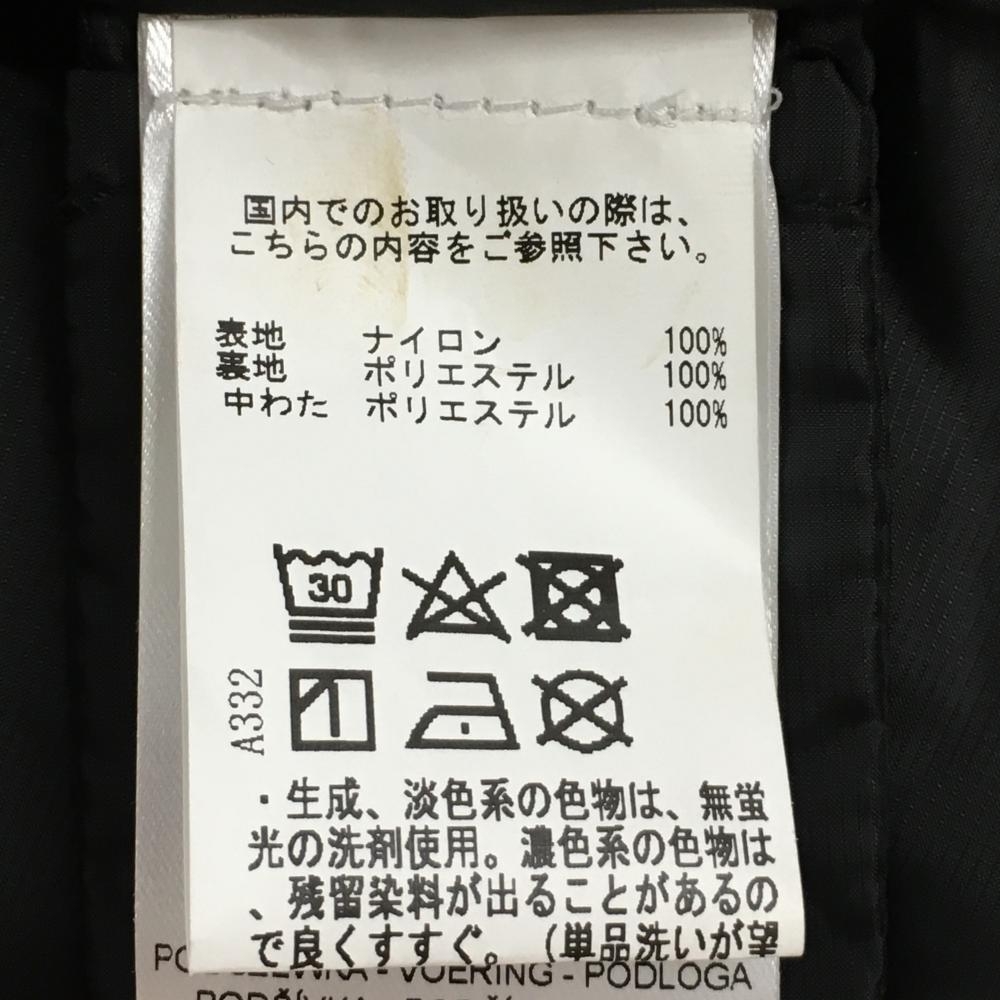 国内でのお取り扱いの際は、
こちらの内容をご参照下さい。
表地 ナイロン 100%
裏地 ポリエステル 100%
中わた ポリエステル 100%
30
A332
・生成、淡色系の色物は、無蛍
光の洗剤使用。濃色系の色物は
、残留染料が出ることがあるの
で良くすすぐ。(単品洗いが望
VOERING - PODLOGA